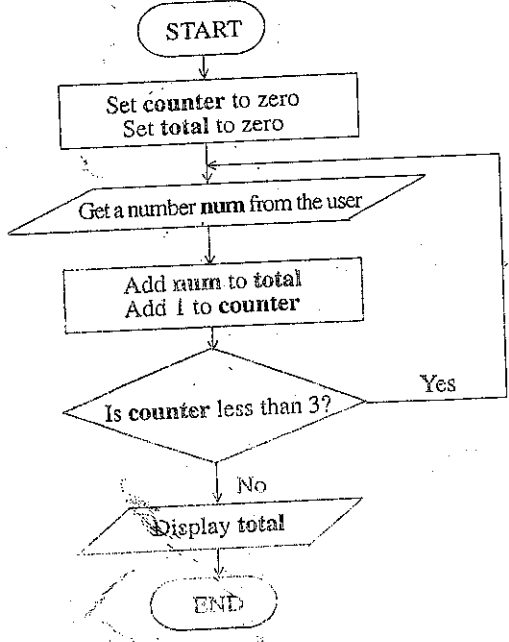 START
Set counter to zero
Set total to zero
Get a number num from the user
Add num to total
Add 1 to counter
Is counter less than 3?
Yes
No
Display total
END